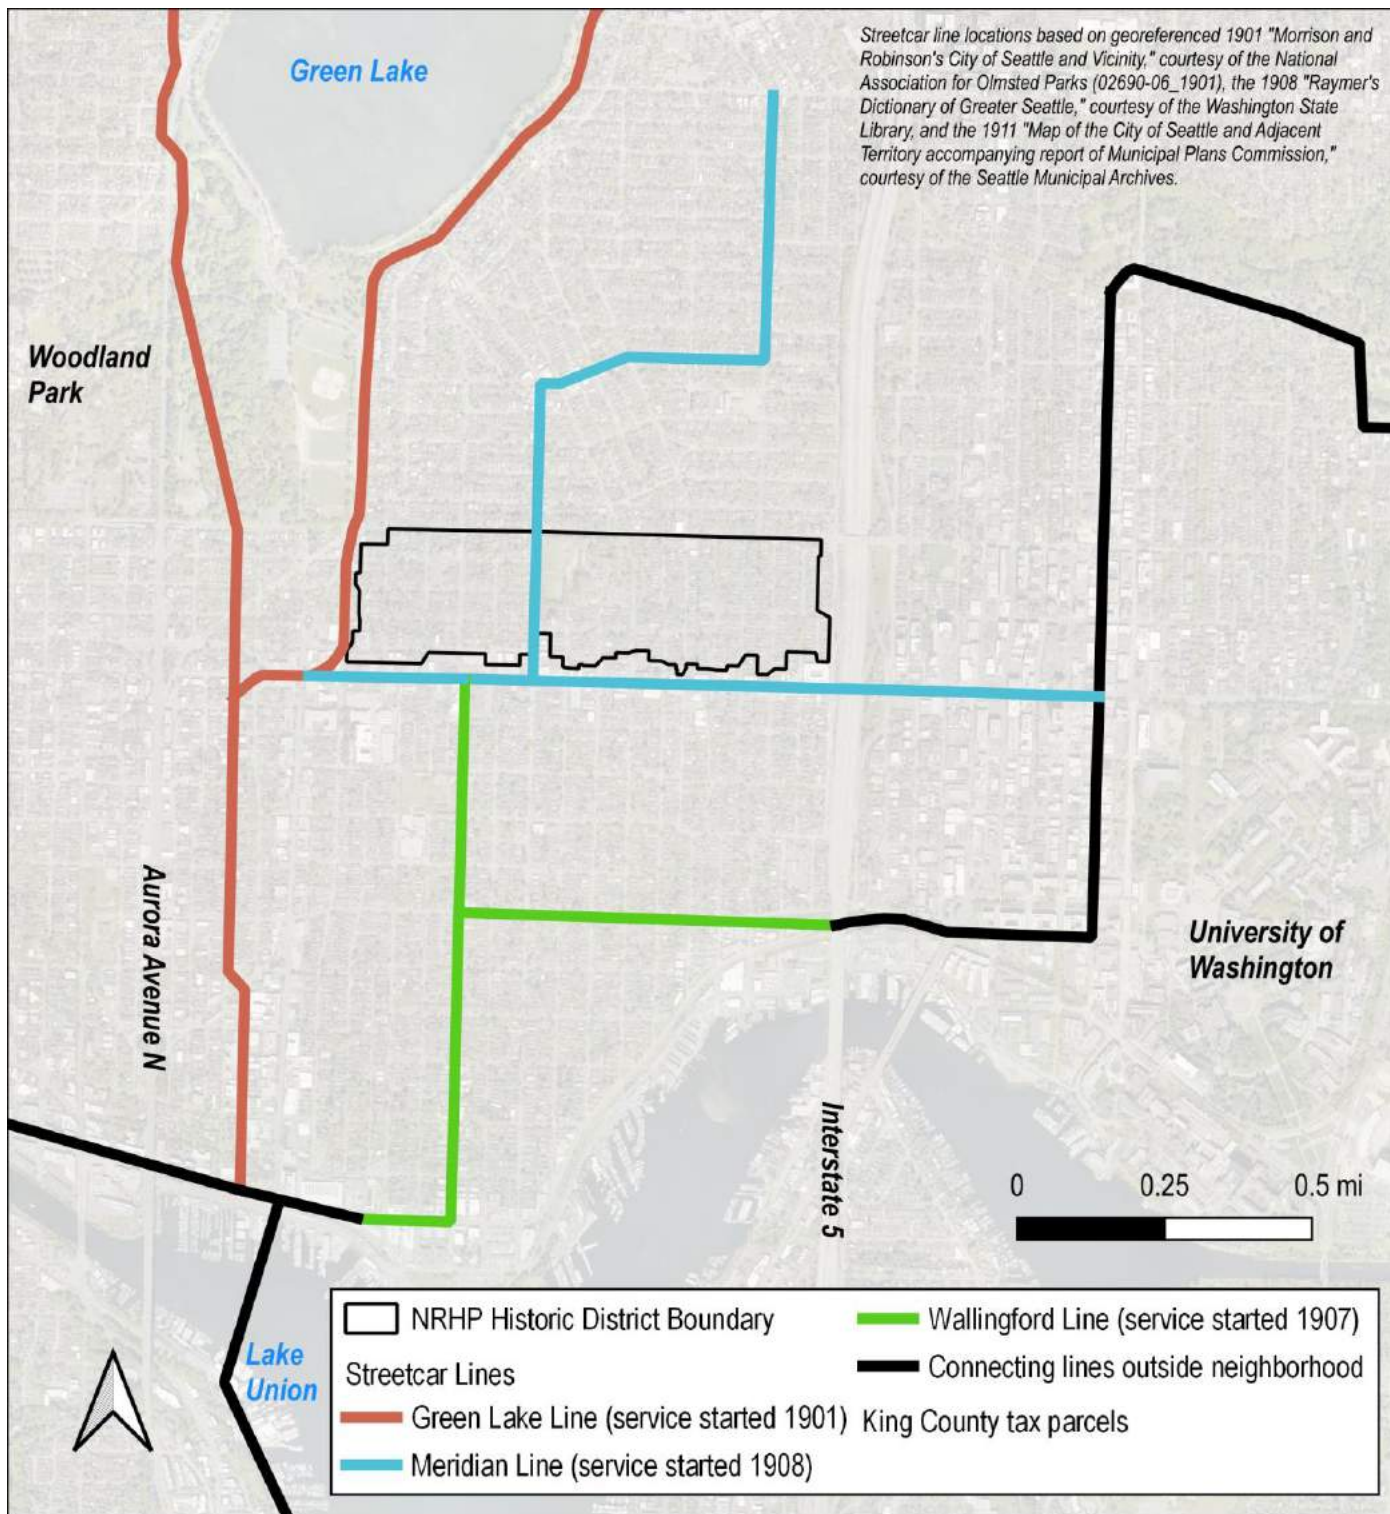 Streetcar line locations based on georeferenced 1901 "Morrison and
Robinson's City of Seattle and Vicinity," courtesy of the National
Association for Olmsted Parks (02690-06_1901), the 1908 "Raymer's
Dictionary of Greater Seattle," courtesy of the Washington State
Library, and the 1911 "Map of the City of Seattle and Adjacent
Territory accompanying report of Municipal Plans Commission,"
courtesy of the Seattle Municipal Archives.
Green Lake
Woodland
Park
Aurora Avenue N
University of
Washington
Interstate 5
0 0.25 0.5 mi
Lake
Union
NRHP Historic District Boundary
Streetcar Lines
Green Lake Line (service started 1901)
Meridian Line (service started 1908)
Wallingford Line (service started 1907)
Connecting lines outside neighborhood
King County tax parcels